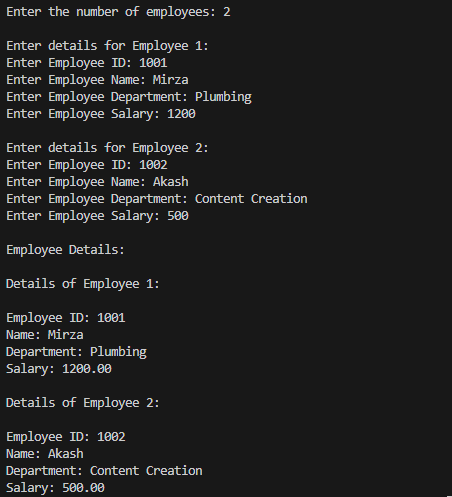 Enter the number of employees: 2
Enter details for Employee 1:
Enter Employee ID: 1001
Enter Employee Name: Mirza
Enter Employee Department: Plumbing
Enter Employee Salary: 1200
Enter details for Employee 2:
Enter Employee ID: 1002
Enter Employee Name: Akash
Enter Employee Department: Content Creation
Enter Employee Salary: 500
Employee Details:
Details of Employee 1:
Employee ID: 1001
Name: Mirza
Department: Plumbing
Salary: 1200.00
Details of Employee 2:
Employee ID: 1002
Name: Akash
Department: Content Creation
Salary: 500.00